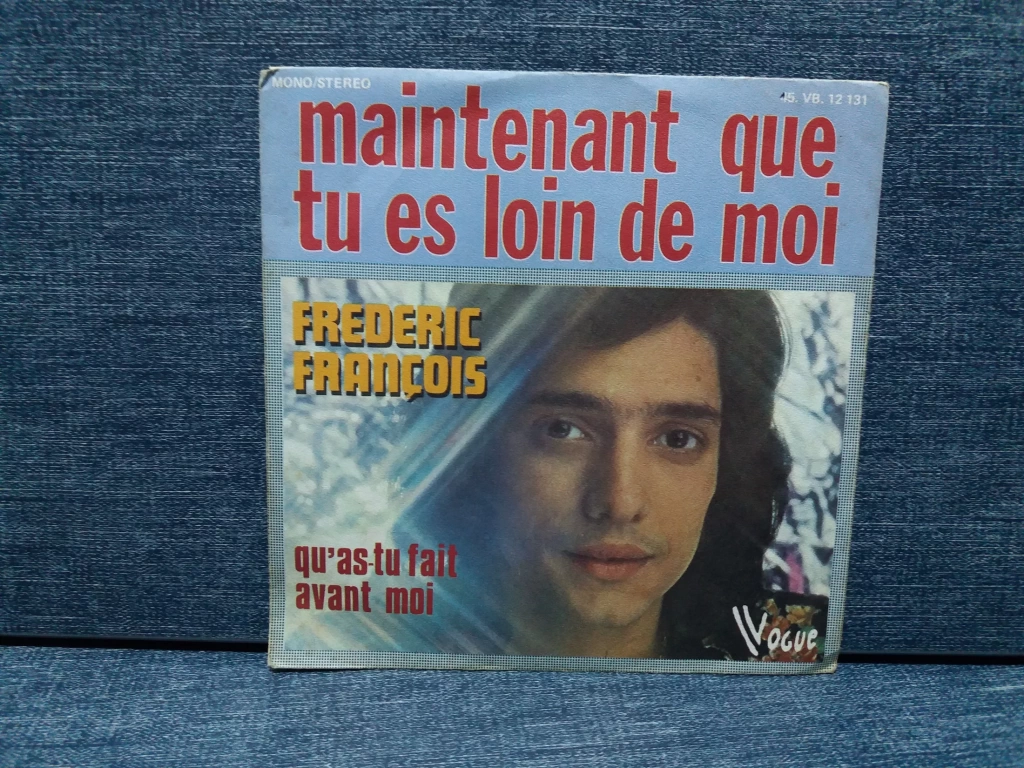 MONO/STEREO
45. VB. 12 131
maintenant que
tu es loin de moi
FREDERIC
FRANÇOIS
qu'as-tu fait
avant moi
VOGUE